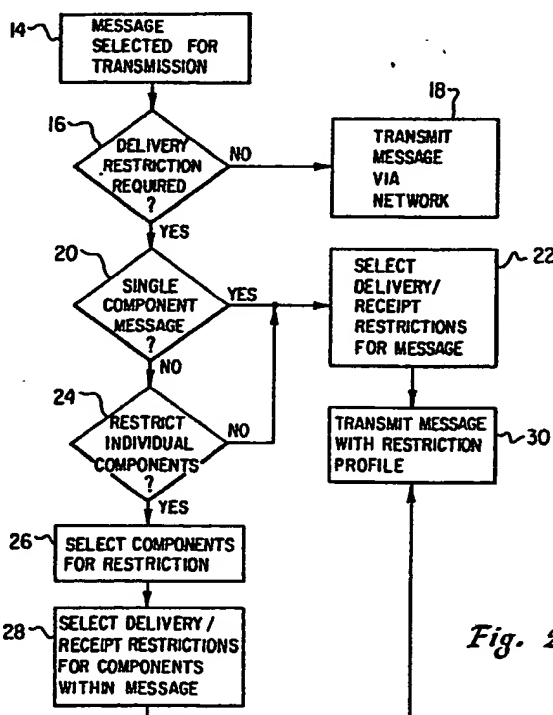 14
MESSAGE
SELECTED FOR
TRANSMISSION
16
DELIVERY
RESTRICTION
REQUIRED
?
NO
18
TRANSMIT
MESSAGE
VIA
NETWORK
YES
20
SINGLE
COMPONENT
MESSAGE
?
YES
22
SELECT
DELIVERY/
RECEIPT
RESTRICTIONS
FOR MESSAGE
NO
24
RESTRICT
INDIVIDUAL
COMPONENTS
?
NO
TRANSMIT MESSAGE
WITH RESTRICTION
PROFILE
30
YES
26
SELECT COMPONENTS
FOR RESTRICTION
28
SELECT DELIVERY/
RECEIPT RESTRICTIONS
FOR COMPONENTS
WITHIN MESSAGE
Fig. 2